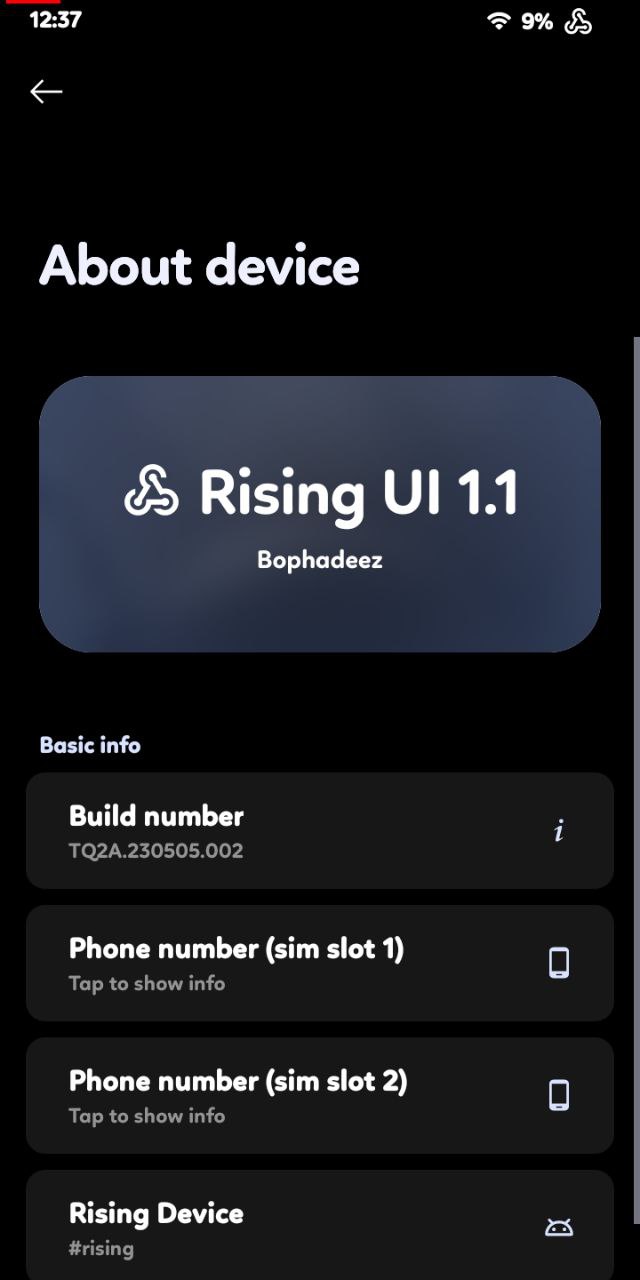 12:37
9%
About device
Rising UI 1.1
Bophadeez
Basic info
Build number
TQ2A.230505.002
Phone number (sim slot 1)
Tap to show info
Phone number (sim slot 2)
Tap to show info
Rising Device
#rising